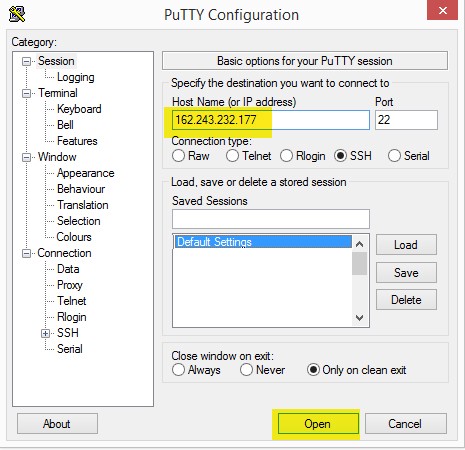 PuTTY Configuration
Category:
Session
Logging
Terminal
Keyboard
Bell
Features
Window
Appearance
Behaviour
Translation
Selection
Colours
Connection
Data
Proxy
Telnet
Rlogin
SSH
Serial
Basic options for your PuTTY session
Specify the destination you want to connect to
Host Name (or IP address) Port
162.243.232.177 22
Connection type:
Raw Telnet Rlogin SSH Serial
Load, save or delete a stored session
Saved Sessions
Default Settings
Load
Save
Delete
Close window on exit:
Always Never Only on clean exit
About Open Cancel